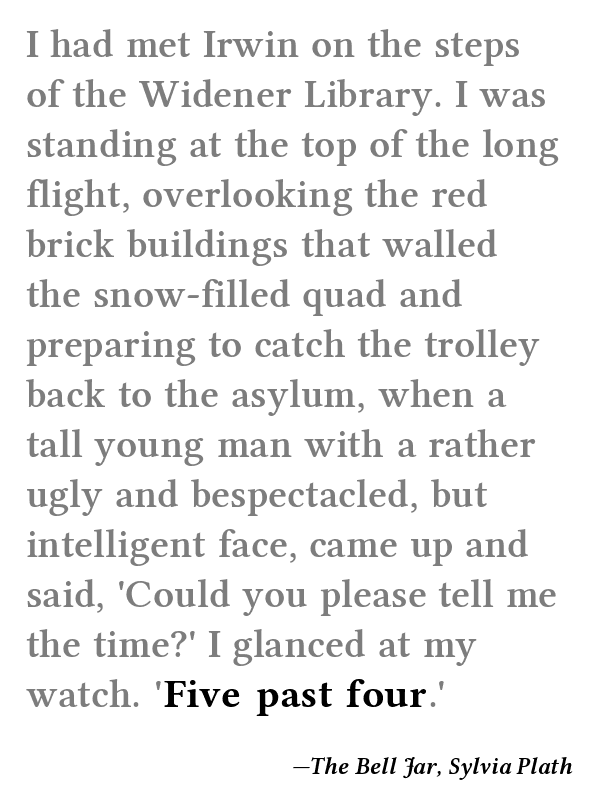 I had met Irwin on the steps
of the Widener Library. I was
standing at the top of the long
flight, overlooking the red
brick buildings that walled
the snow-filled quad and
preparing to catch the trolley
back to the asylum, when a
tall young man with a rather
ugly and bespectacled, but
intelligent face, came up and
said, 'Could you please tell me
the time?' I glanced at my
watch. 'Five past four.'
—The Bell Jar, Sylvia Plath